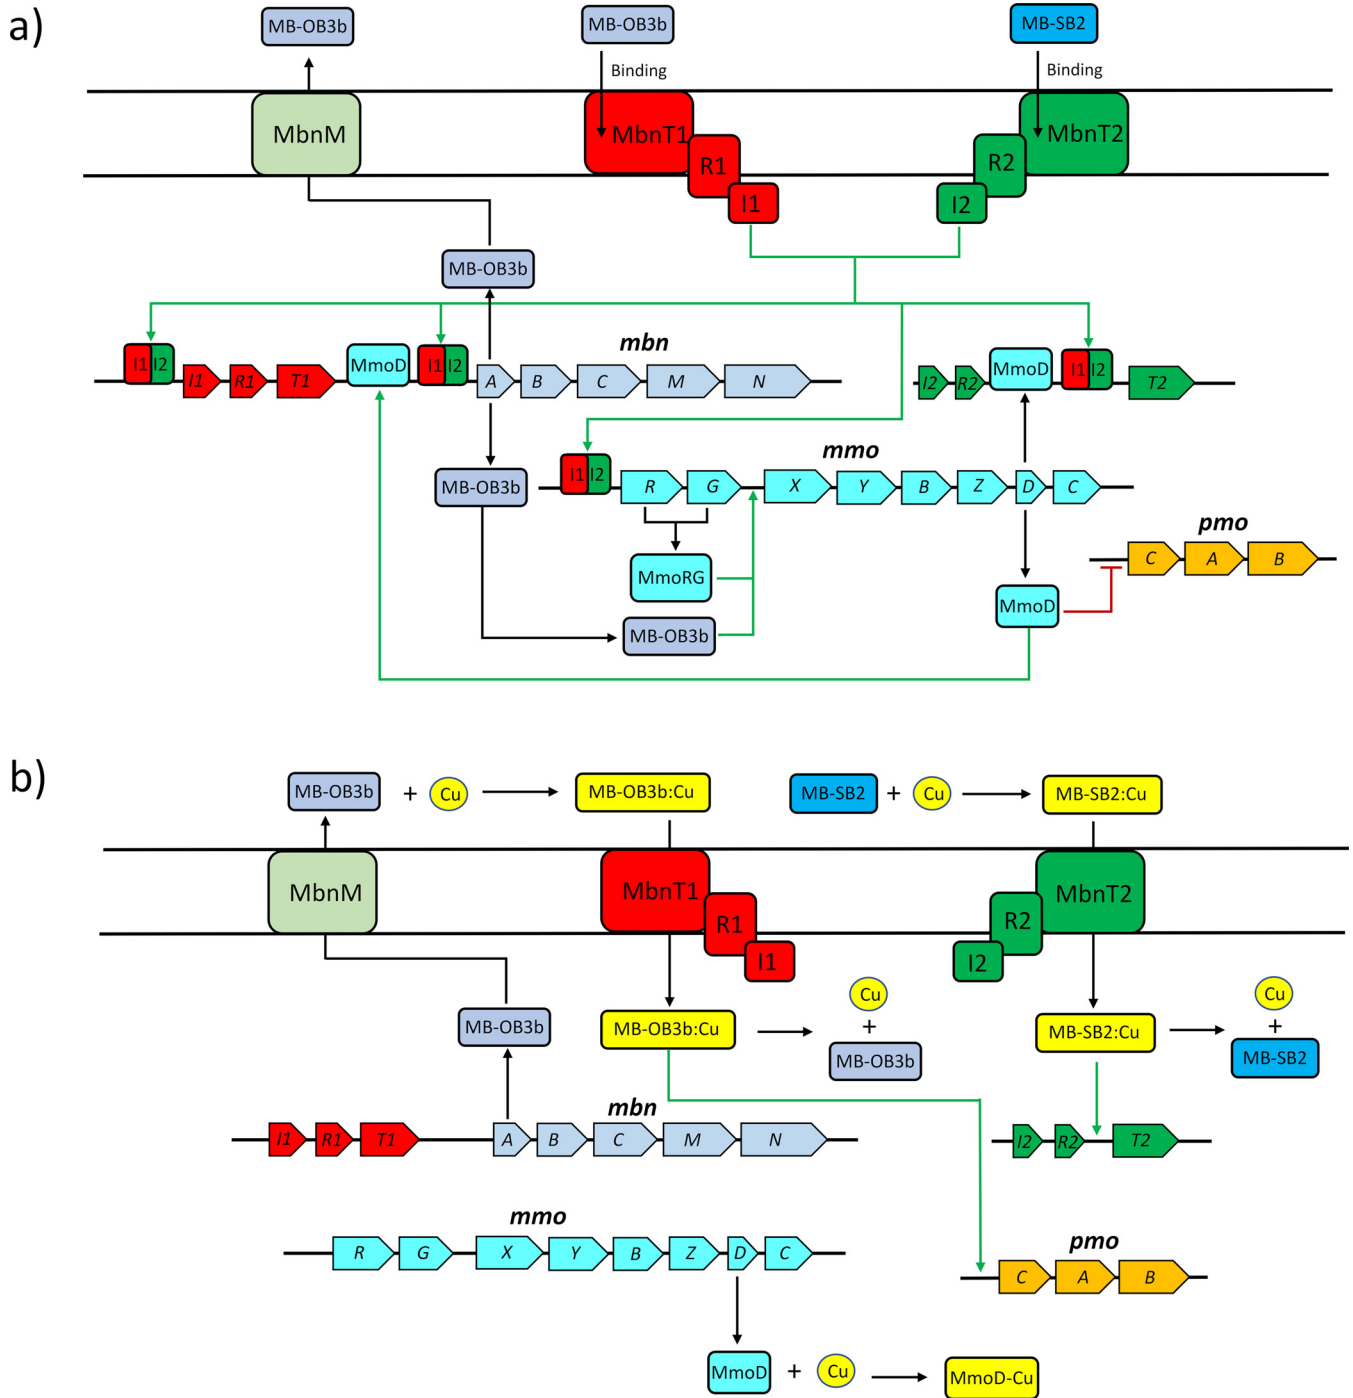 a)
MB-OB3b
MB-OB3b
MB-SB2
Binding
Binding
MbnM
MbnT1
MbnT2
R1
R2
I1
I2
MB-OB3b
mbn
I1 I2
I1
R1
T1
MmoD
I1 I2
A
B
C
M
N
I2
R2
MmoD
I1 I2
T2
mmo
MB-OB3b
I1 I2
R
G
X
Y
B
Z
D
C
pmo
C
A
B
MmoRG
MmoD
MB-OB3b
b)
MB-OB3b + Cu
MB-OB3b:Cu
MB-SB2 + Cu
MB-SB2:Cu
MbnM
MbnT1
MbnT2
R1
R2
I1
I2
MB-OB3b
MB-OB3b:Cu
Cu
+
MB-OB3b
MB-SB2:Cu
Cu
+
MB-SB2
mbn
I1
R1
T1
A
B
C
M
N
I2
R2
T2
mmo
R
G
X
Y
B
Z
D
C
pmo
C
A
B
MmoD + Cu
MmoD-Cu